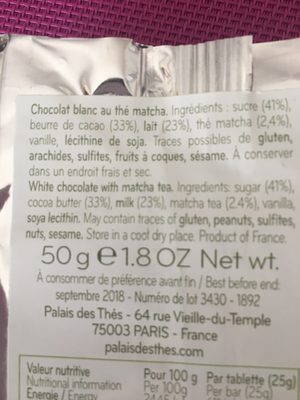 Chocolat blanc au thé matcha. Ingrédients : sucre (41%),
beurre de cacao (33%), lait (23%), thé matcha (2,4%),
vanille, lécithine de soja. Traces possibles de gluten,
arachides, sulfites, fruits à coques, sésame. A conserver
dans un endroit frais et sec.
White chocolate with matcha tea. Ingredients: sugar (41%),
cocoa butter (33%), milk (23%), matcha tea (2.4%), vanilla,
soya lecithin. May contain traces of gluten, peanuts, sulfites,
nuts, sesame. Store in a cool dry place. Product of France.
50 g e 1.8 OZ Net wt.
À consommer de préférence avant fin / Best before end:
septembre 2018 - Numéro de lot 3430 - 1892
Palais des Thés - 64 rue Vieille-du-Temple
75003 PARIS - France
palaisdesthes.com
Valeur nutritive Pour 100 g Par tablette (25g)
Nutritional information Per 100g Per bar (25g)
Energie / Energy